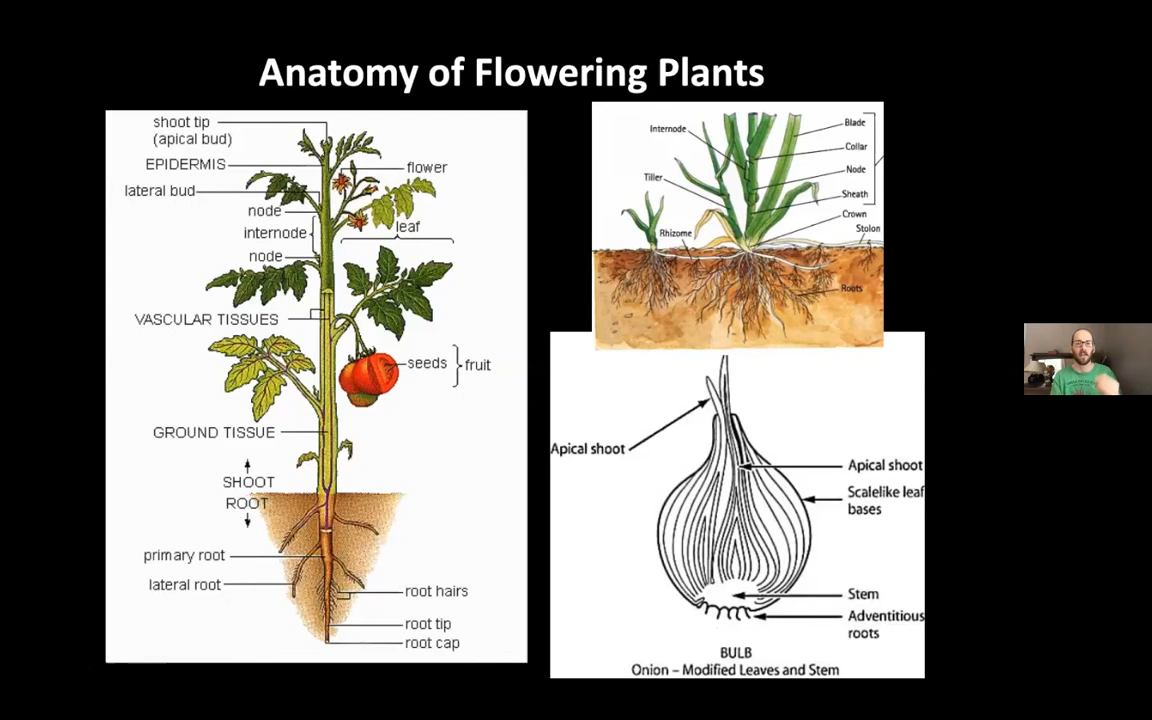 Anatomy of Flowering Plants
shoot tip
(apical bud)
EPIDERMIS
lateral bud
node
internode
node
VASCULAR TISSUES
GROUND TISSUE
SHOOT
ROOT
primary root
lateral root
flower
leaf
seeds
fruit
root hairs
root tip
root cap
Internode
Tiller
Rhizome
Blade
Collar
Node
Sheath
Crown
Stolon
Roots
Apical shoot
Apical shoot
Scalelike leaf
bases
Stem
Adventitious
roots
BULB
Onion – Modified Leaves and Stem